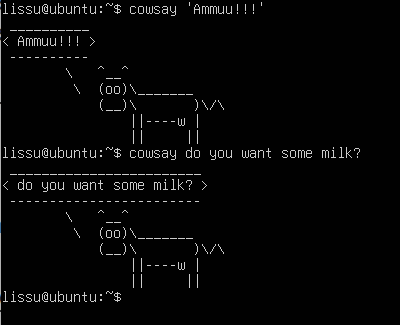 lissu@ubuntu:~$ cowsay 'Ammuu!!!'
 __________
< Ammuu!!! >
 ----------
        \   ^__^
         \  (oo)\_______
            (__)\       )\/\
                ||----w |
                ||     ||
lissu@ubuntu:~$ cowsay do you want some milk?
 ________________________
< do you want some milk? >
 ------------------------
        \   ^__^
         \  (oo)\_______
            (__)\       )\/\
                ||----w |
                ||     ||
lissu@ubuntu:~$